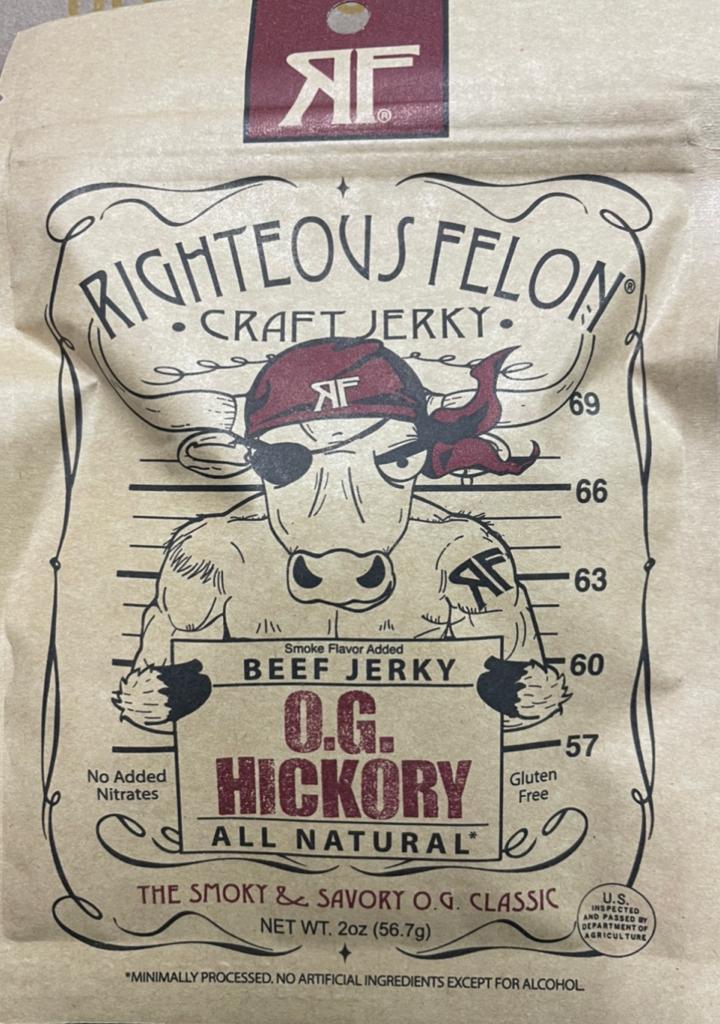 RF®
RIGHTEOUS FELON®
• CRAFT JERKY •
RF
69
66
63
RF
60
57
Smoke Flavor Added
BEEF JERKY
O.G.
HICKORY
ALL NATURAL*
No Added
Nitrates
Gluten
Free
THE SMOKY & SAVORY O.G. CLASSIC
NET WT. 2oz (56.7g)
U.S.
INSPECTED
AND PASSED BY
DEPARTMENT OF
AGRICULTURE
*MINIMALLY PROCESSED. NO ARTIFICIAL INGREDIENTS EXCEPT FOR ALCOHOL.